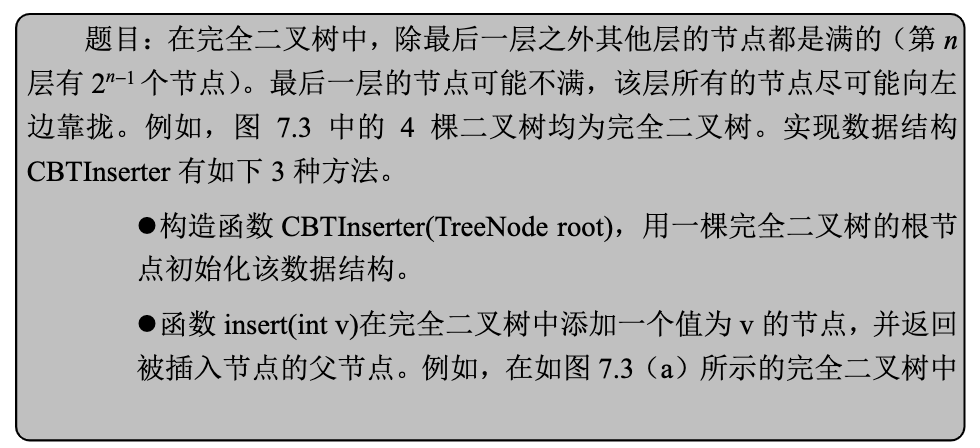 题目：在完全二叉树中，除最后一层之外其他层的节点都是满的（第 n
层有 2ⁿ⁻¹ 个节点）。最后一层的节点可能不满，该层所有的节点尽可能向左
边靠拢。例如，图 7.3 中的 4 棵二叉树均为完全二叉树。实现数据结构
CBTInserter 有如下 3 种方法。
●构造函数 CBTInserter(TreeNode root)，用一棵完全二叉树的根节
点初始化该数据结构。
●函数 insert(int v)在完全二叉树中添加一个值为 v 的节点，并返回
被插入节点的父节点。例如，在如图 7.3（a）所示的完全二叉树中